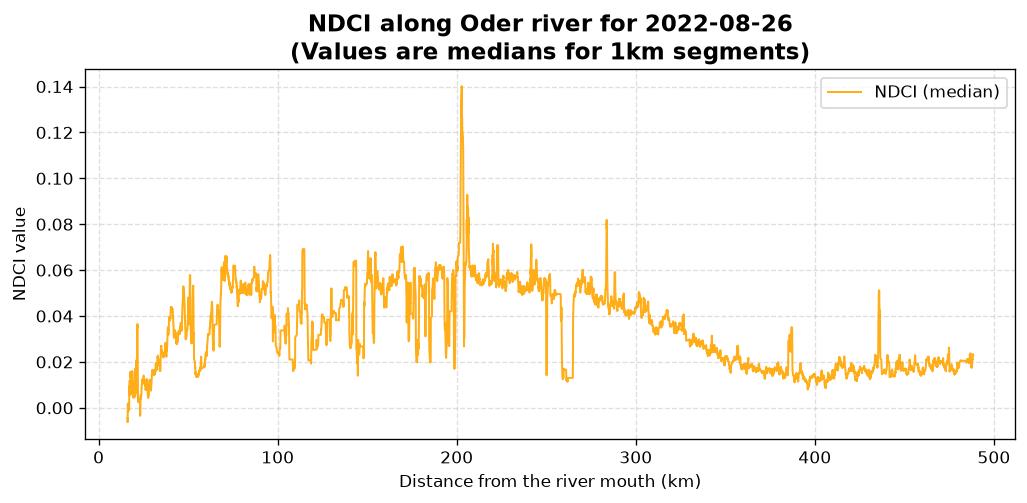 NDCI along Oder river for 2022-08-26
(Values are medians for 1km segments)
NDCI (median)
NDCI value
0.14
0.12
0.10
0.08
0.06
0.04
0.02
0.00
0
100
200
300
400
500
Distance from the river mouth (km)